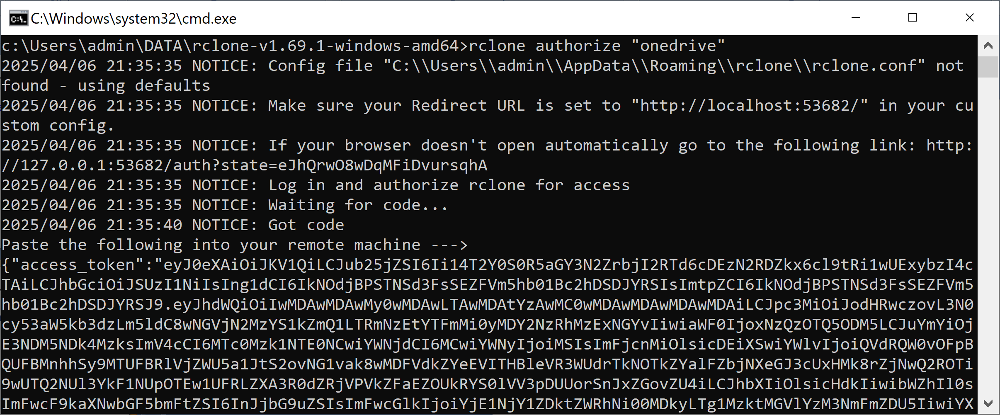 C:\Windows\system32\cmd.exe
c:\Users\admin\DATA\rclone-v1.69.1-windows-amd64>rclone authorize "onedrive"
2025/04/06 21:35:35 NOTICE: Config file "C:\\Users\\admin\\AppData\\Roaming\\rclone\\rclone.conf" not
found - using defaults
2025/04/06 21:35:35 NOTICE: Make sure your Redirect URL is set to "http://localhost:53682/" in your cu
stom config.
2025/04/06 21:35:35 NOTICE: If your browser doesn't open automatically go to the following link: http:
//127.0.0.1:53682/auth?state=eJhQrwO8wDqMFiDvursqhA
2025/04/06 21:35:35 NOTICE: Log in and authorize rclone for access
2025/04/06 21:35:35 NOTICE: Waiting for code...
2025/04/06 21:35:40 NOTICE: Got code
Paste the following into your remote machine --->
{"access_token":"eyJ0eXAiOiJKV1QiLCJub25jZSI6Ii14T2Y0S0R5aGY3N2ZrbjI2RTd6cDEzN2RDZkx6cl9tRi1wUExybzI4c
TAiLCJhbGciOiJSUzI1NiIsIng1dCI6IkNOdjBPSTNSd3FsSEZFVm5hb01Bc2hDSDJYRSIsImtpZCI6IkNOdjBPSTNSd3FsSEZFVm5
hb01Bc2hDSDJYRSJ9.eyJhdWQiOiIwMDAwMDAwMy0wMDAwLTAwMDAtYzAwMC0wMDAwMDAwMDAwMDAiLCJpc3MiOiJodHRwczovL3N0
cy53aW5kb3dzLm5ldC8wNGVjN2MzYS1kZmQ1LTRmNzEtYTFmMi0yMDY2NzRhMzExNGYvIiwiaWF0IjoxNzQzOTQ5ODM5LCJuYmYiOj
E3NDM5NDk4MzksImV4cCI6MTc0Mzk1NTE0NCwiYWNjdCI6MCwiYWNyIjoiMSIsImFjcnMiOlsicDEiXSwiYWlvIjoiQVdRQW0vOFpB
QUFBMnhhSy9MTUFBRlVjZWU5a1JtS2ovNG1vak8wMDFVdkZYeEVITHBleVR3WUdrTkNOTkZYalFZbjNXeGJ3cUxHMk8rZjNwQ2ROTi
9wUTQ2NUl3YkF1NUpOTEw1UFRLZXA3R0dZRjVPVkZFaEZOUkRYS0lVV3pDUUorSnJxZGovZU4iLCJhbXIiOlsicHdkIiwibWZhIl0s
ImFwcF9kaXNwbGF5bmFtZSI6InJjbG9uZSIsImFwcGlkIjoiYjE1NjY1ZDktZWRhNi00MDkyLTg1MzktMGVlYzM3NmFmZDU5IiwiYX